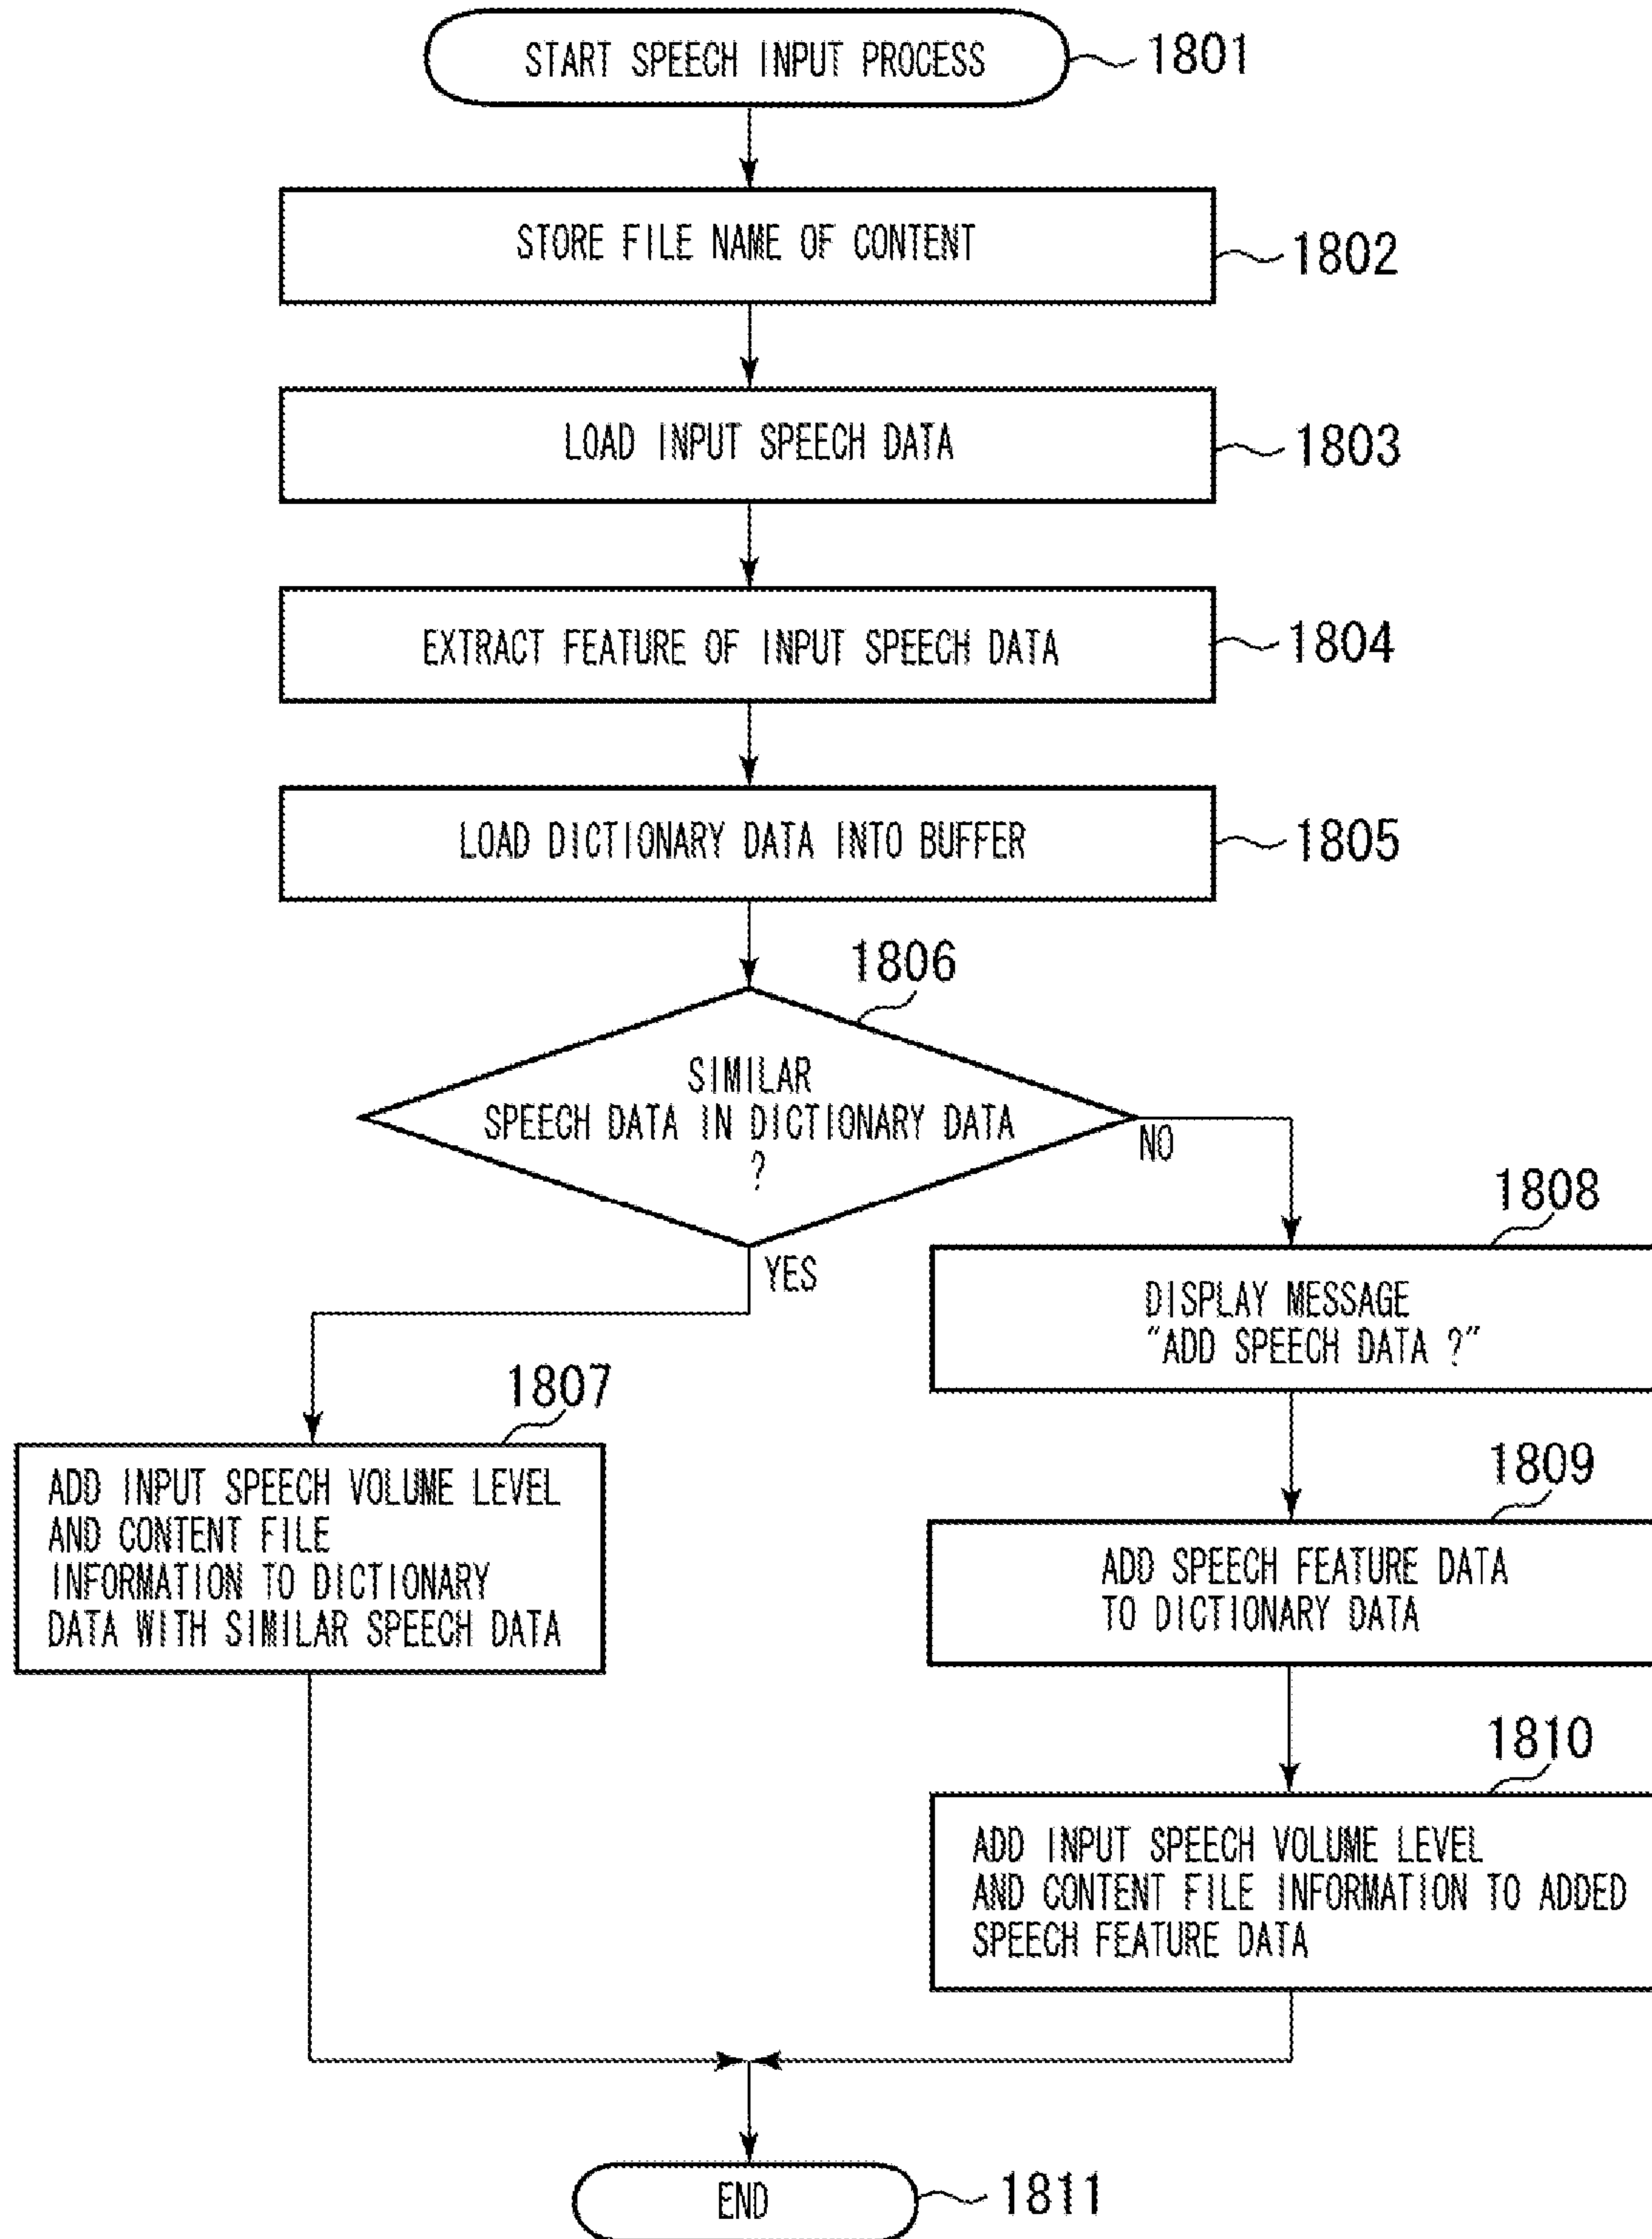 START SPEECH INPUT PROCESS
1801
STORE FILE NAME OF CONTENT
1802
LOAD INPUT SPEECH DATA
1803
EXTRACT FEATURE OF INPUT SPEECH DATA
1804
LOAD DICTIONARY DATA INTO BUFFER
1805
1806
SIMILAR
SPEECH DATA IN DICTIONARY DATA
?
NO
YES
1808
DISPLAY MESSAGE
"ADD SPEECH DATA ?"
1807
ADD INPUT SPEECH VOLUME LEVEL
AND CONTENT FILE
INFORMATION TO DICTIONARY
DATA WITH SIMILAR SPEECH DATA
1809
ADD SPEECH FEATURE DATA
TO DICTIONARY DATA
1810
ADD INPUT SPEECH VOLUME LEVEL
AND CONTENT FILE INFORMATION TO ADDED
SPEECH FEATURE DATA
END
1811